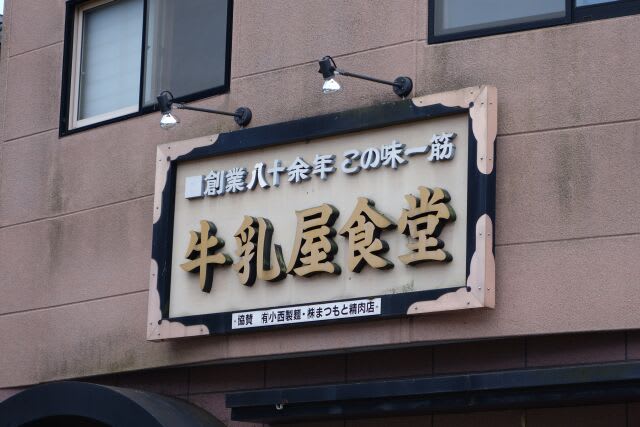 ■創業八十余年 この味一筋
牛乳屋食堂
・協賛 有小西製麺・株まつもと精肉店・